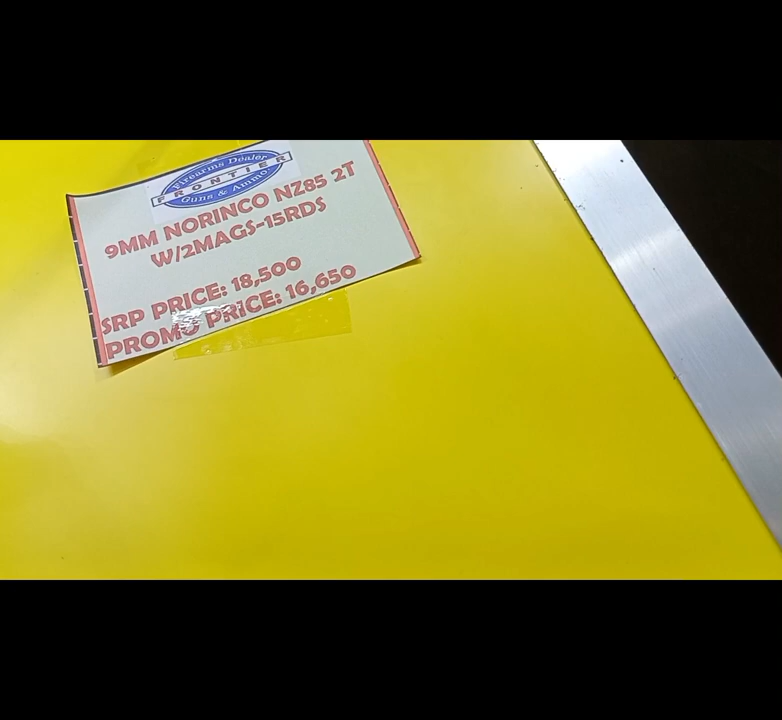 Firearms Dealer
FRONTIER
Guns & Ammo
9MM NORINCO NZ85 2T
W/2MAGS-15RDS
SRP PRICE: 18,500
PROMO PRICE: 16,650